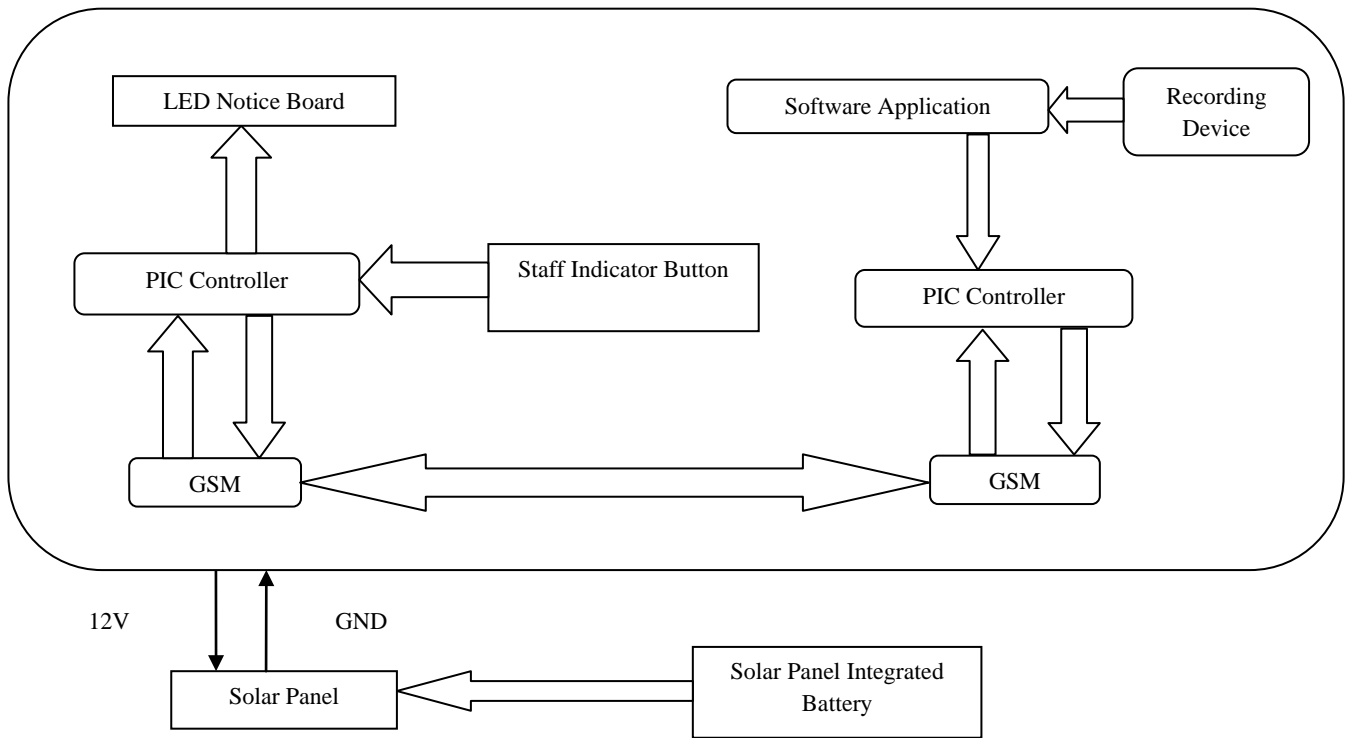 LED Notice Board
Software Application
Recording
Device
PIC Controller
Staff Indicator Button
PIC Controller
GSM
GSM
12V
GND
Solar Panel
Solar Panel Integrated
Battery